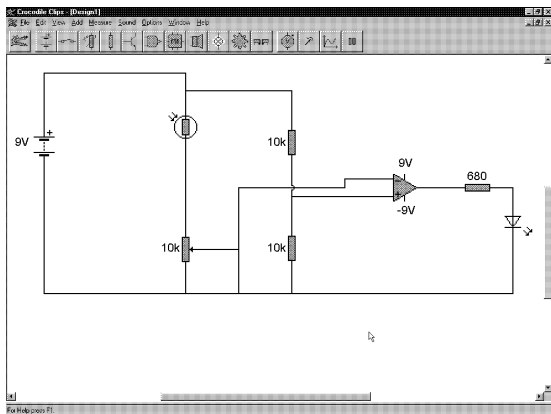 Crocodile Clips - [Design1]
File Edit View Add Measure Sound Options Window Help
9V
+
10k
9V
680
-
+
-9V
10k
10k
For Help press F1.